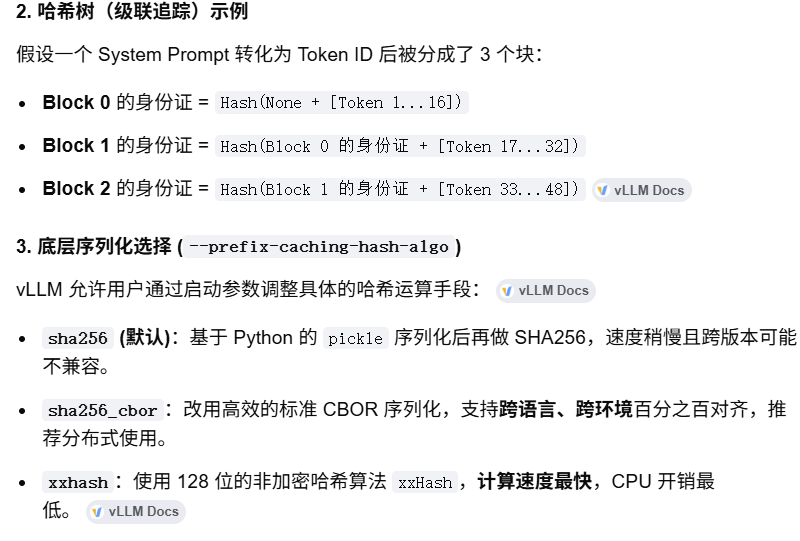 2. 哈希树（级联追踪）示例
假设一个 System Prompt 转化为 Token ID 后被分成了 3 个块：
• Block 0 的身份证 = Hash(None + [Token 1...16])
• Block 1 的身份证 = Hash(Block 0 的身份证 + [Token 17...32])
• Block 2 的身份证 = Hash(Block 1 的身份证 + [Token 33...48]) vLLM Docs
3. 底层序列化选择 (--prefix-caching-hash-algo)
vLLM 允许用户通过启动参数调整具体的哈希运算手段： vLLM Docs
• sha256 (默认)：基于 Python 的 pickle 序列化后再做 SHA256，速度稍慢且跨版本可能
不兼容。
• sha256_cbor：改用高效的标准 CBOR 序列化，支持跨语言、跨环境百分之百对齐，推
荐分布式使用。
• xxhash：使用 128 位的非加密哈希算法 xxHash，计算速度最快，CPU 开销最
低。 vLLM Docs